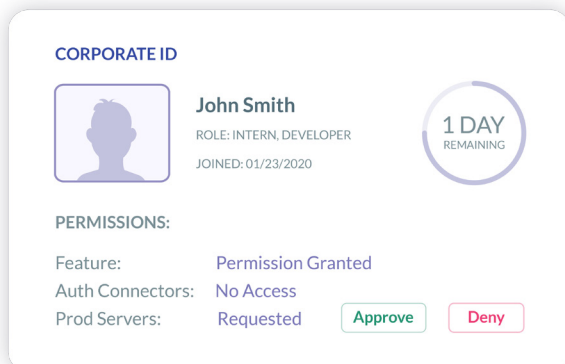 CORPORATE ID
John Smith
ROLE: INTERN, DEVELOPER
JOINED: 01/23/2020
1 DAY
REMAINING
PERMISSIONS:
Feature: Permission Granted
Auth Connectors: No Access
Prod Servers: Requested Approve Deny